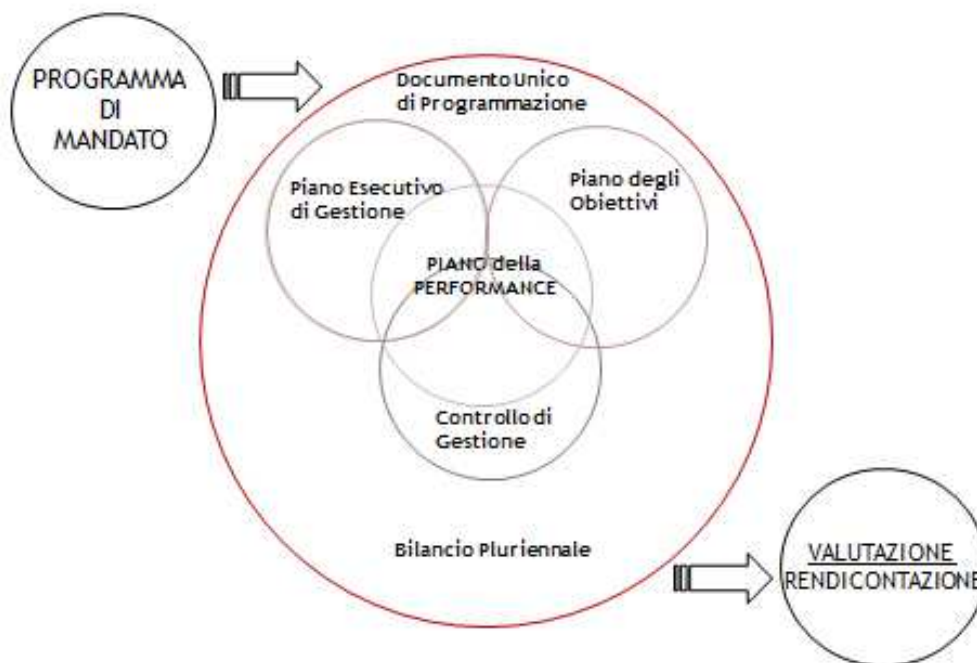 PROGRAMMA
DI
MANDATO
Documento Unico
di Programmazione
Piano Esecutivo
di Gestione
Piano degli
Obiettivi
PIANO della
PERFORMANCE
Controllo di
Gestione
Bilancio Pluriennale
VALUTAZIONE
RENDICONTAZIONE